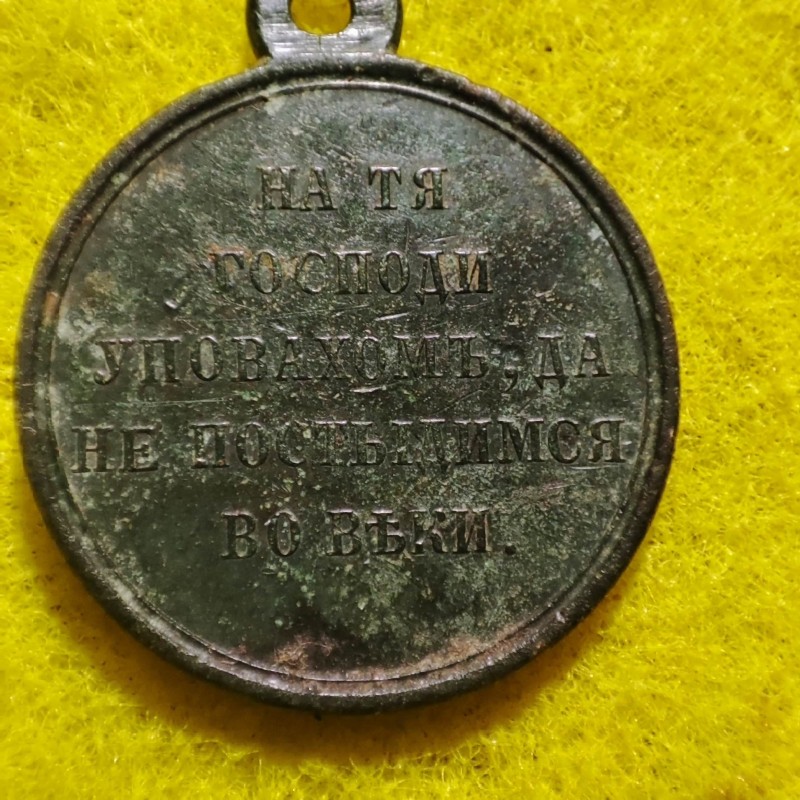 НА ТЯ
ГОСПОДИ
УПОВАХОМЪ, ДА
НЕ ПОСТЫДИМСЯ
ВО ВѢКИ.